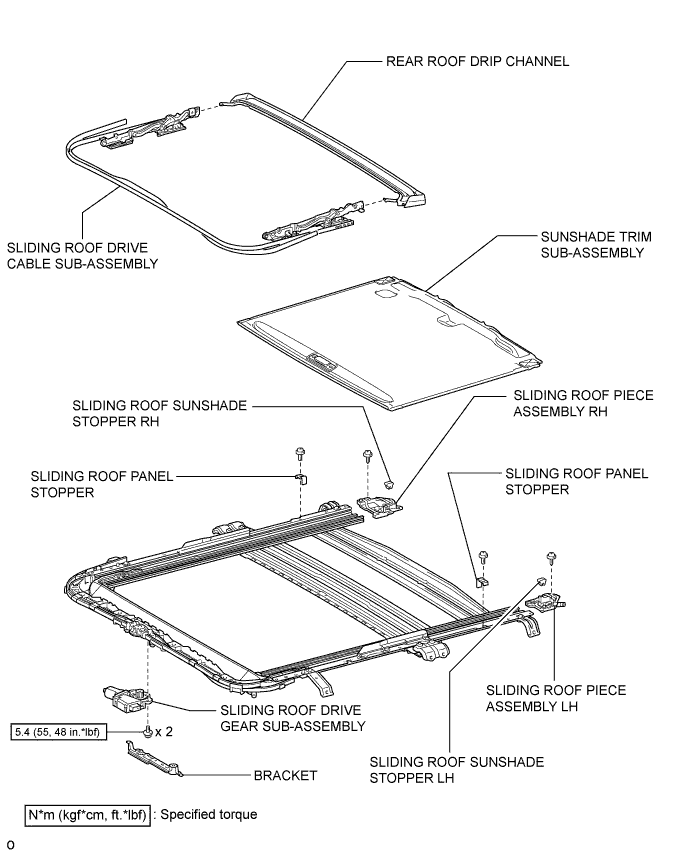 REAR ROOF DRIP CHANNEL
SLIDING ROOF DRIVE
CABLE SUB-ASSEMBLY
SUNSHADE TRIM
SUB-ASSEMBLY
SLIDING ROOF PIECE
ASSEMBLY RH
SLIDING ROOF SUNSHADE
STOPPER RH
SLIDING ROOF PANEL
STOPPER
SLIDING ROOF PANEL
STOPPER
SLIDING ROOF PIECE
ASSEMBLY LH
SLIDING ROOF DRIVE
GEAR SUB-ASSEMBLY
5.4 (55, 48 in.*lbf)
x 2
SLIDING ROOF SUNSHADE
STOPPER LH
BRACKET
N*m (kgf*cm, ft.*lbf) : Specified torque
O